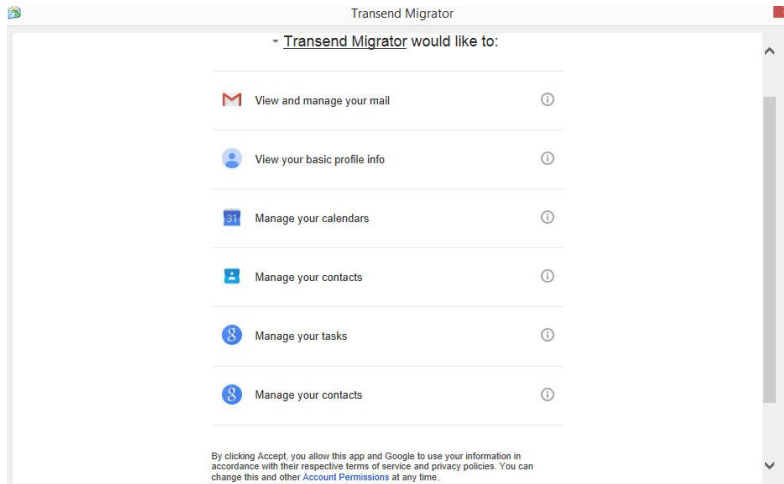 Transend Migrator
Transend Migrator would like to:
View and manage your mail
View your basic profile info
31
Manage your calendars
Manage your contacts
8
Manage your tasks
8
Manage your contacts
By clicking Accept, you allow this app and Google to use your information in
accordance with their respective terms of service and privacy policies. You can
change this and other Account Permissions at any time.